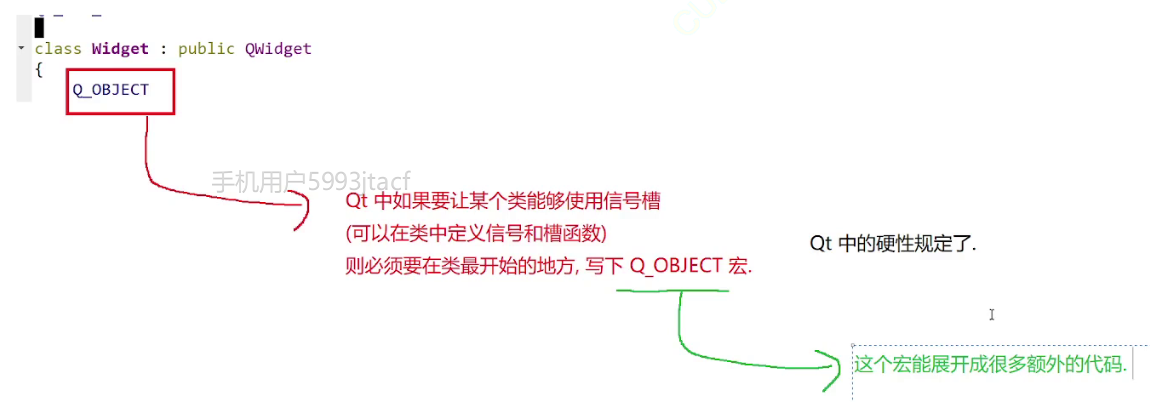 class Widget : public QWidget
{
Q_OBJECT
手机用户5993jtacf
Qt 中如果要让某个类能够使用信号槽
(可以在类中定义信号和槽函数)
则必须要在类最开始的地方, 写下 Q_OBJECT 宏.
Qt 中的硬性规定了.
这个宏能展开成很多额外的代码.